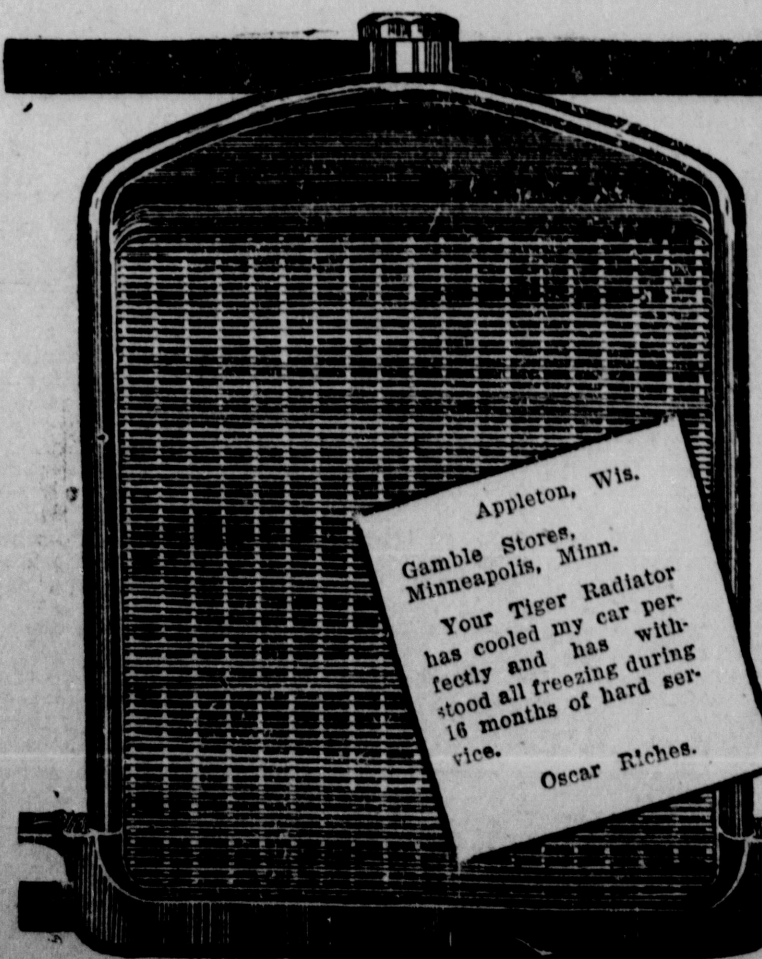 Appleton, Wis.
Gamble Stores,
Minneapolis, Minn.
Your Tiger Radiator
has cooled my car per-
fectly and has with-
stood all freezing during
16 months of hard ser-
vice.
Oscar Riches.